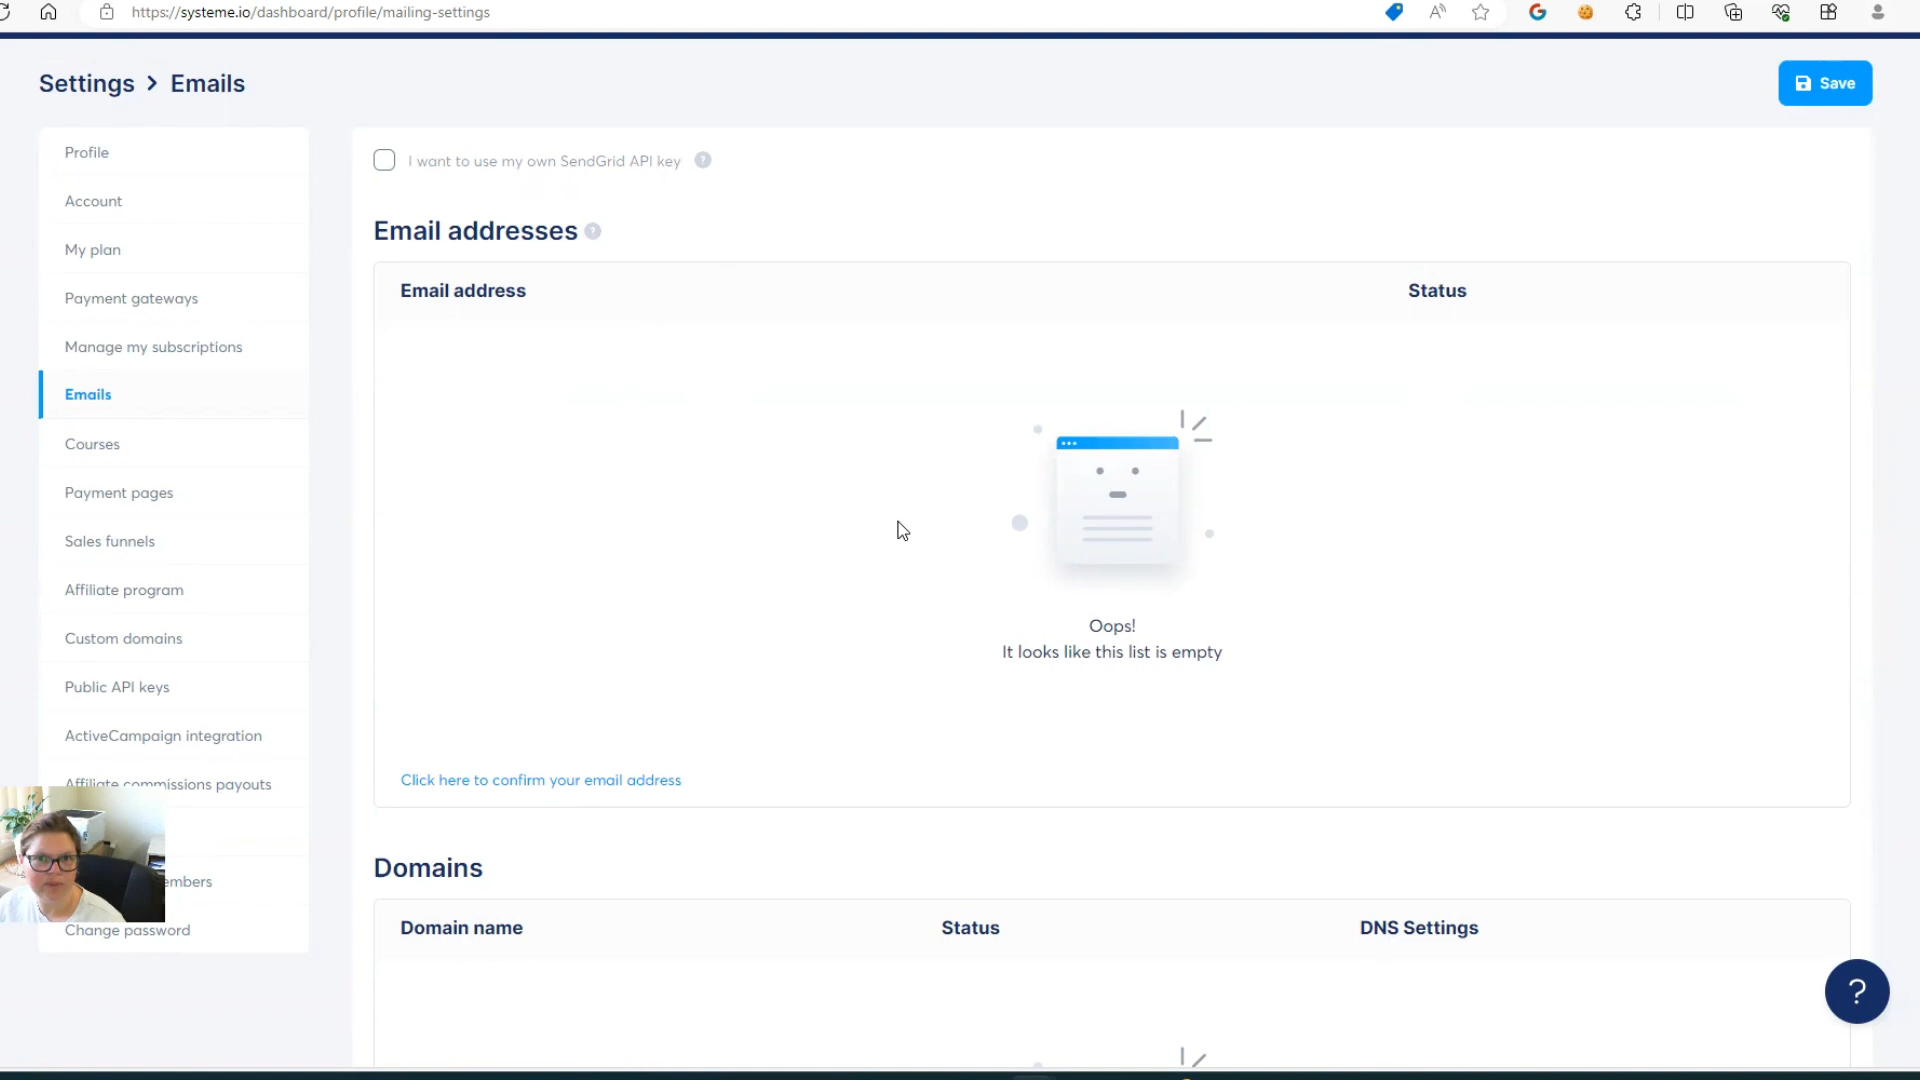 https://systeme.io/dashboard/profile/mailing-settings
Settings > Emails
Save
Profile
Account
My plan
Payment gateways
Manage my subscriptions
Emails
Courses
Payment pages
Sales funnels
Affiliate program
Custom domains
Public API keys
ActiveCampaign integration
Affiliate commissions payouts
embers
Change password
I want to use my own SendGrid API key ?
Email addresses ?
Email address Status
Oops!
It looks like this list is empty
Click here to confirm your email address
Domains
Domain name Status DNS Settings
?